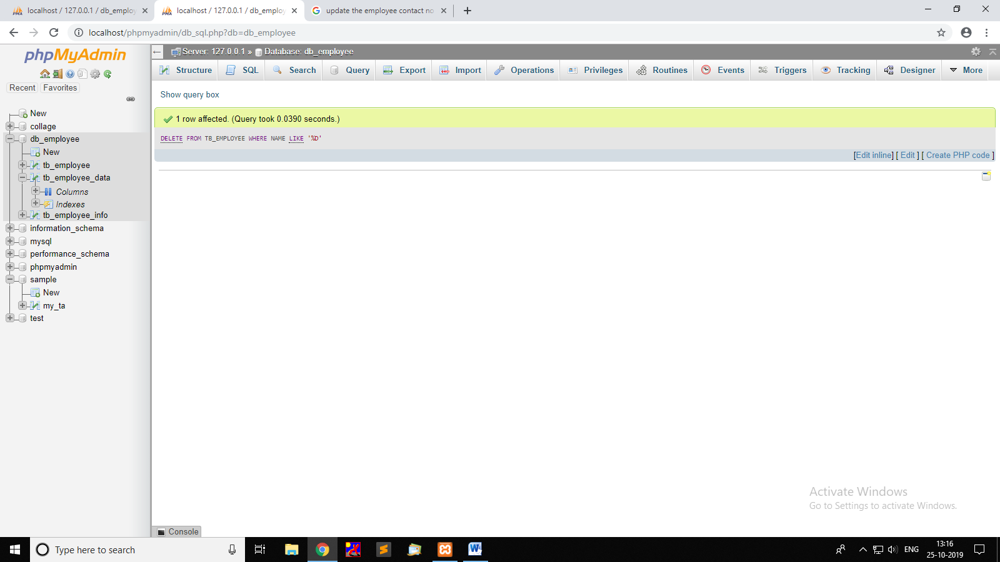 localhost / 127.0.0.1 / db_employ
localhost / 127.0.0.1 / db_employ
update the employee contact no
localhost/phpmyadmin/db_sql.php?db=db_employee
phpMyAdmin
Recent
Favorites
New
collage
db_employee
New
tb_employee
tb_employee_data
Columns
Indexes
tb_employee_info
information_schema
mysql
performance_schema
phpmyadmin
sample
New
my_ta
test
Server: 127.0.0.1 » Database: db_employee
Structure SQL Search Query Export Import Operations Privileges Routines Events Triggers Tracking Designer More
Show query box
1 row affected. (Query took 0.0390 seconds.)
DELETE FROM TB_EMPLOYEE WHERE NAME LIKE '%D'
[Edit inline] [ Edit ] [ Create PHP code ]
Activate Windows
Go to Settings to activate Windows.
Console
Type here to search
ENG
13:16
25-10-2019